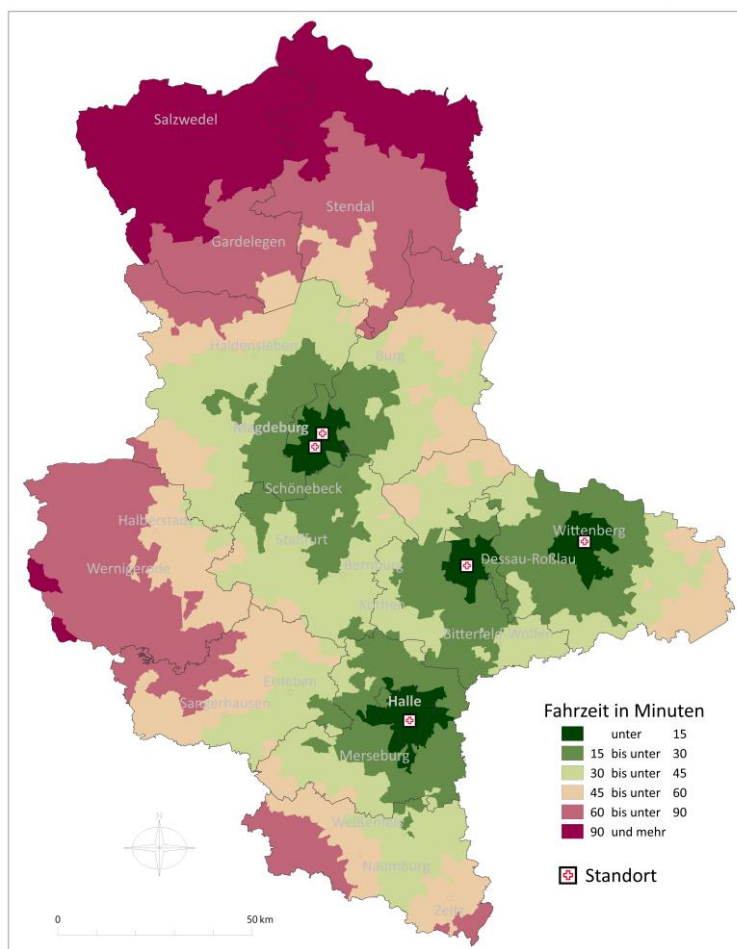 Salzwedel
Stendal
Gardelegen
Haldensleben
Burg
Magdeburg
Schönebeck
Halberstadt
Staßfurt
Wittenberg
Wernigerode
Bernburg
Dessau-Roßlau
Köthen
Bitterfeld-Wolfen
Eisleben
Sangerhausen
Halle
Merseburg
Weißenfels
Naumburg
Zeitz
N
0 50 km
Fahrzeit in Minuten
unter 15
15 bis unter 30
30 bis unter 45
45 bis unter 60
60 bis unter 90
90 und mehr
Standort